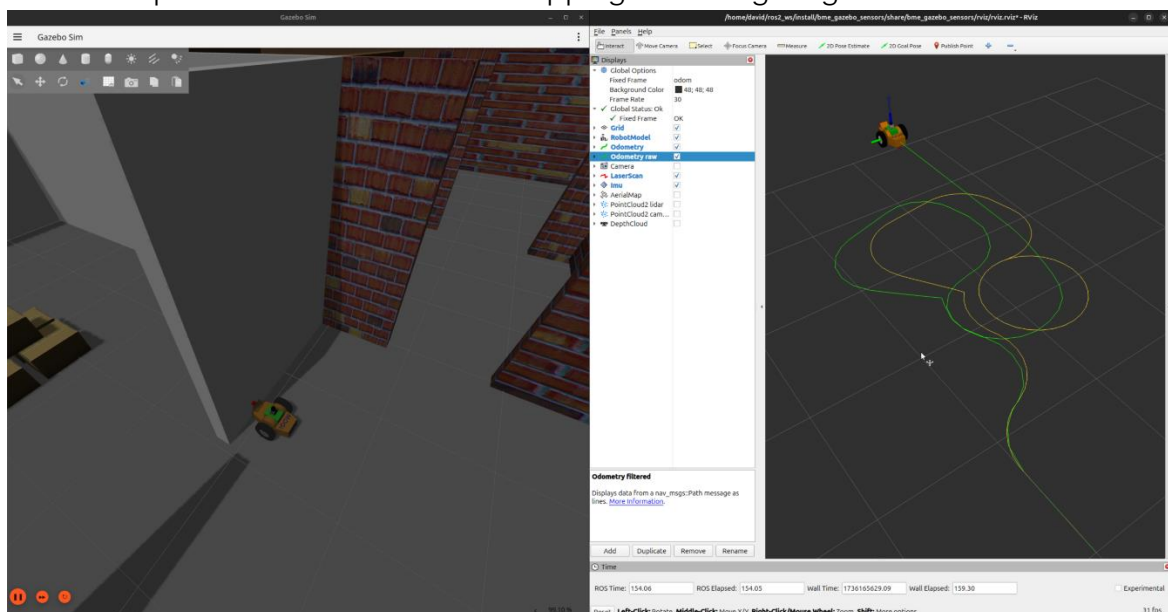 Gazebo Sim
Gazebo Sim
99.10 %
/home/david/ros2_ws/install/bme_gazebo_sensors/share/bme_gazebo_sensors/rviz/rviz.rviz* - RViz
File Panels Help
Interact Move Camera Select Focus Camera Measure 2D Pose Estimate 2D Goal Pose Publish Point
Displays
Global Options
Fixed Frame odom
Background Color 48; 48; 48
Frame Rate 30
Global Status: Ok
Fixed Frame OK
Grid
RobotModel
Odometry
Odometry raw
Camera
LaserScan
Imu
AerialMap
PointCloud2 lidar
PointCloud2 cam...
DepthCloud
Odometry filtered
Displays data from a nav_msgs::Path message as
lines. More Information.
Add Duplicate Remove Rename
Time
ROS Time: 154.06 ROS Elapsed: 154.05 Wall Time: 1736165629.09 Wall Elapsed: 159.30 Experimental
Reset Left-Click: Rotate. Middle-Click: Move X/Y. Right-Click/Mouse Wheel: Zoom. Shift: More options. 31 fps